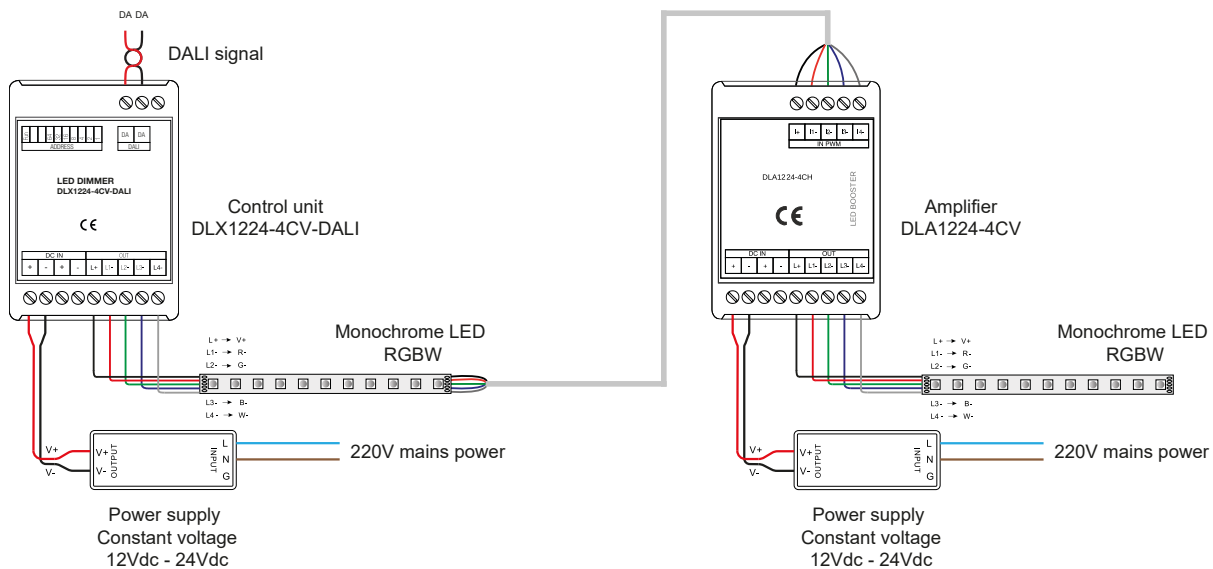 DA DA
DALI signal
DA DA
ADDRESS
DALI
LED DIMMER
DLX1224-4CV-DALI
CE
DC IN OUT
+ - + - L+ L1- L2- L3- L4-
Control unit
DLX1224-4CV-DALI
Monochrome LED
RGBW
L+ → V+
L1- → R-
L2- → G-
L3- → B-
L4- → W-
V+
V-
V+
V-
OUTPUT
INPUT
L
N
G
220V mains power
Power supply
Constant voltage
12Vdc - 24Vdc
I+ I1- I2- I3- I4-
IN PWM
DLA1224-4CH
LED BOOSTER
CE
DC IN OUT
+ - + - L+ L1- L2- L3- L4-
Amplifier
DLA1224-4CV
Monochrome LED
RGBW
L+ → V+
L1- → R-
L2- → G-
L3- → B-
L4- → W-
V+
V-
V+
V-
OUTPUT
INPUT
L
N
G
220V mains power
Power supply
Constant voltage
12Vdc - 24Vdc